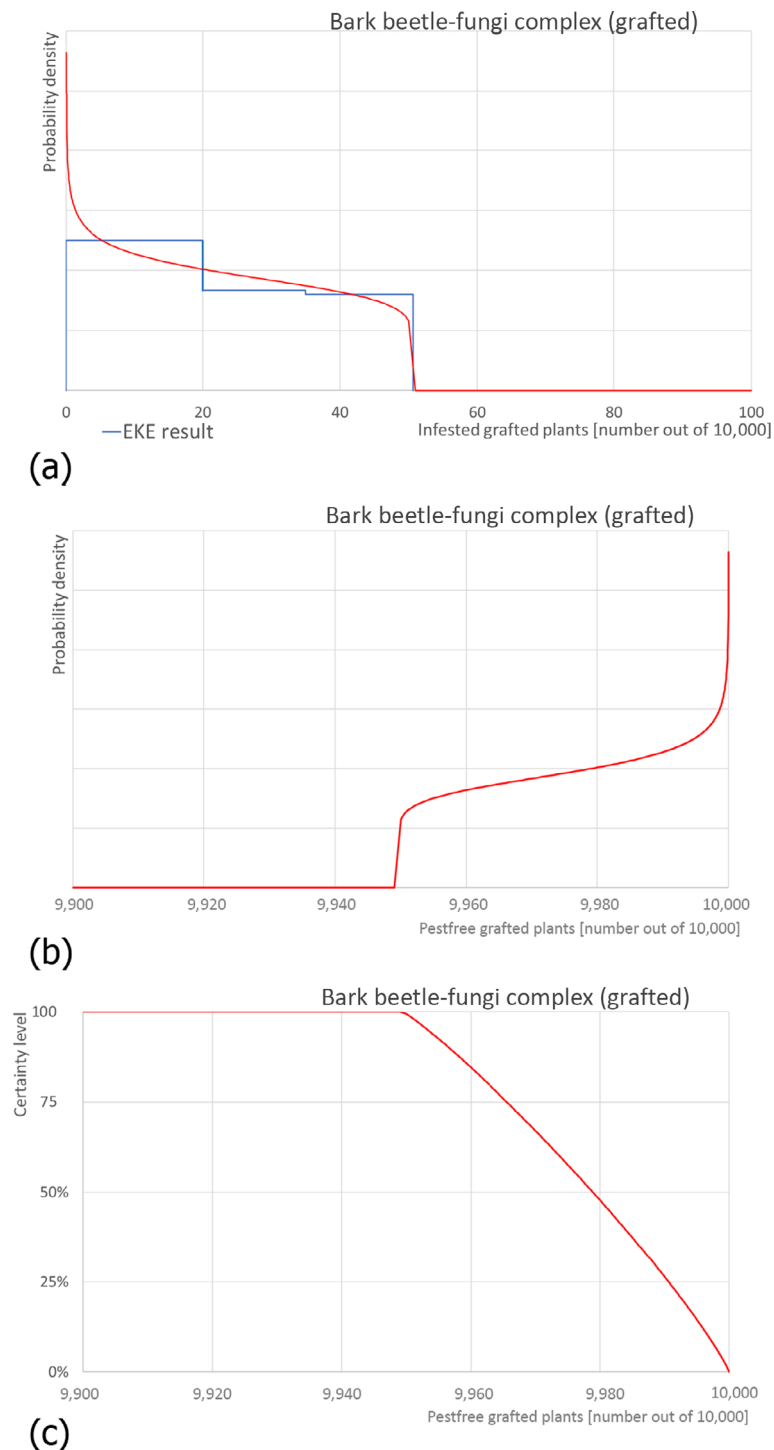 Bark beetle-fungi complex (grafted)
Probability density
0 20 40 60 80 100
EKE result
Infested grafted plants [number out of 10,000]
(a)
Bark beetle-fungi complex (grafted)
Probability density
9,900 9,920 9,940 9,960 9,980 10,000
Pestfree grafted plants [number out of 10,000]
(b)
Bark beetle-fungi complex (grafted)
Certainty level
100
75
50%
25%
0%
9,900 9,920 9,940 9,960 9,980 10,000
Pestfree grafted plants [number out of 10,000]
(c)